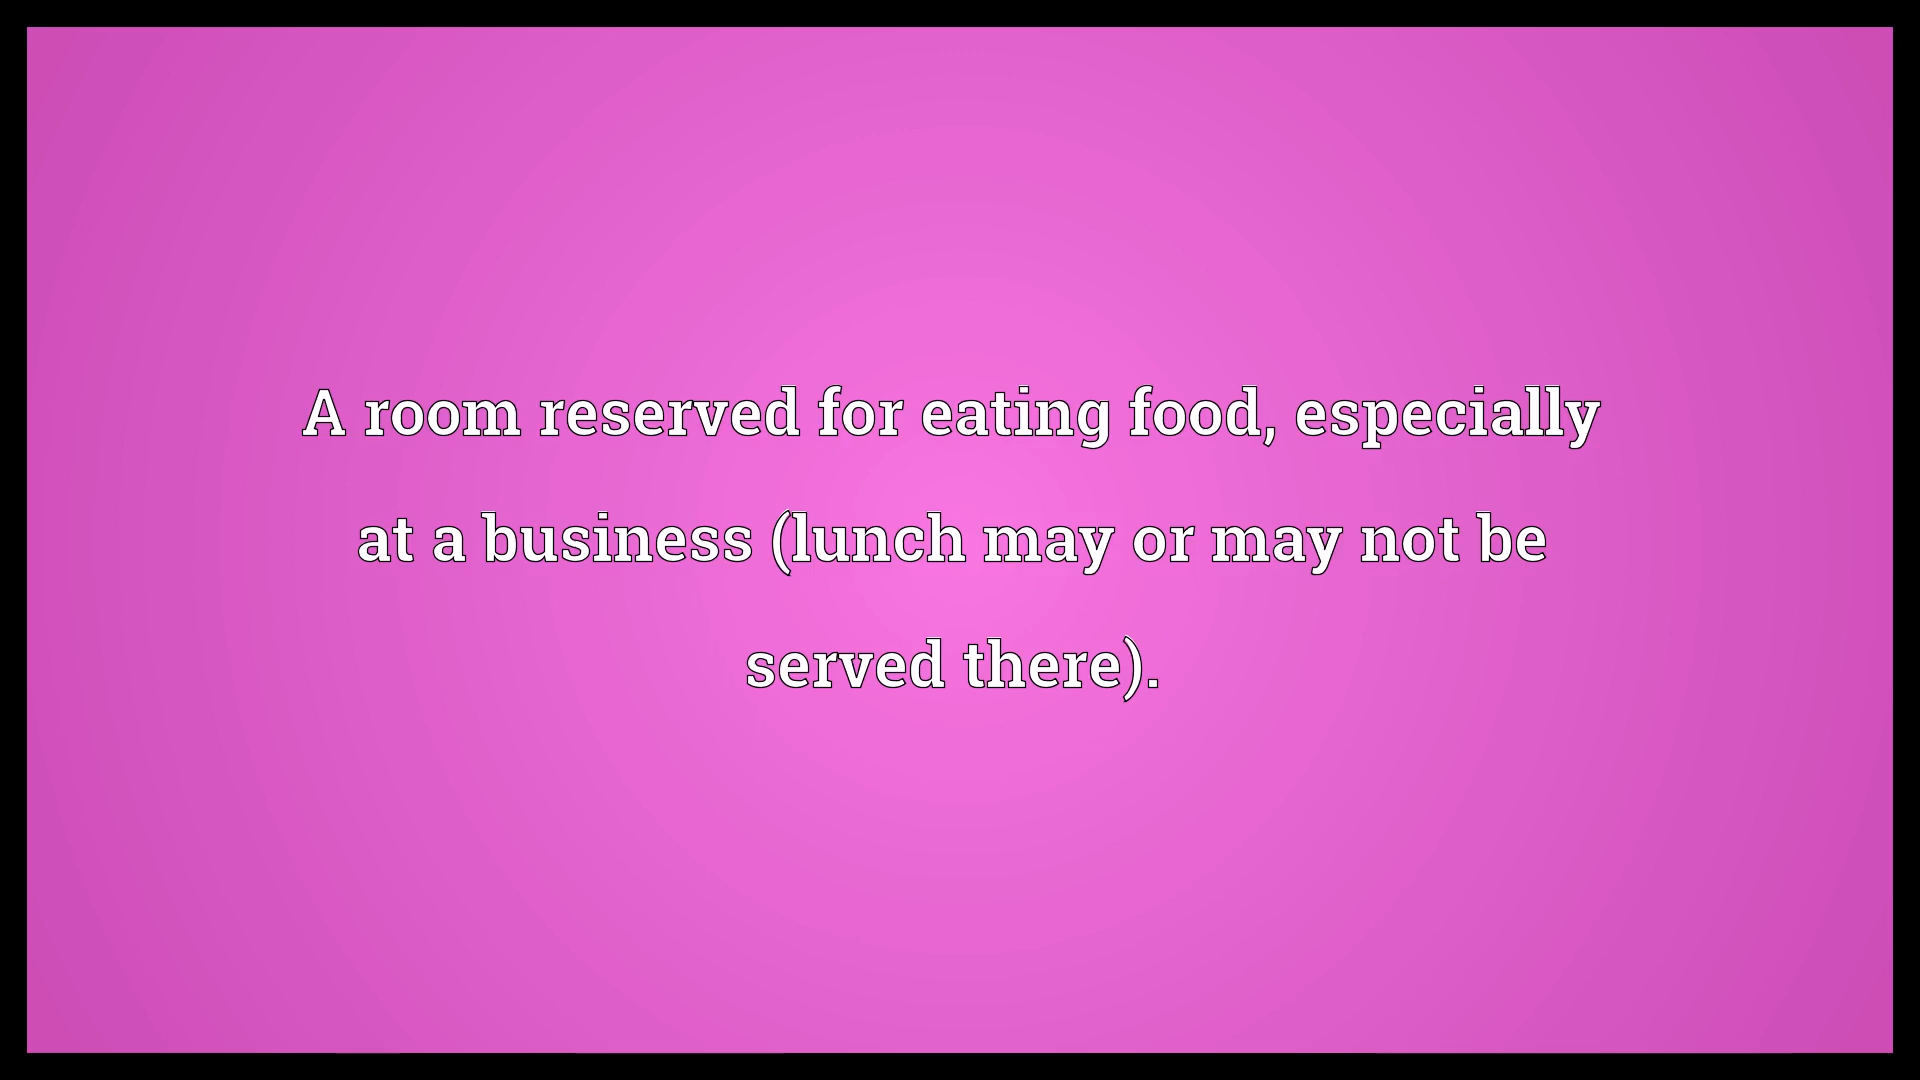 A room reserved for eating food, especially
at a business (lunch may or may not be
served there).